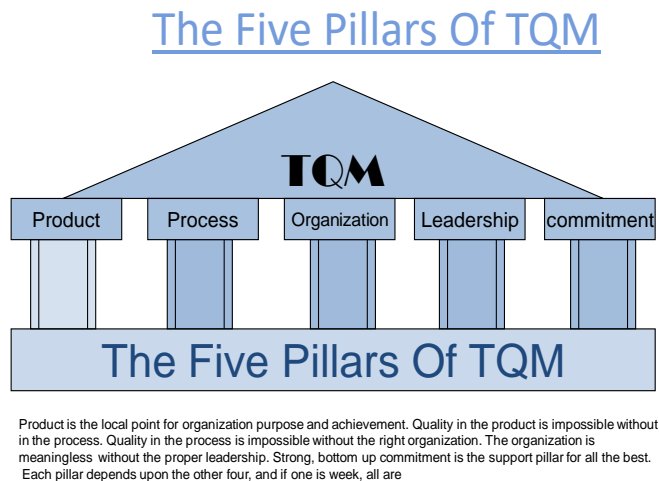 The Five Pillars Of TQM
TQM
Product
Process
Organization
Leadership
commitment
The Five Pillars Of TQM
Product is the local point for organization purpose and achievement. Quality in the product is impossible without
in the process. Quality in the process is impossible without the right organization. The organization is
meaningless without the proper leadership. Strong, bottom up commitment is the support pillar for all the best.
Each pillar depends upon the other four, and if one is week, all are